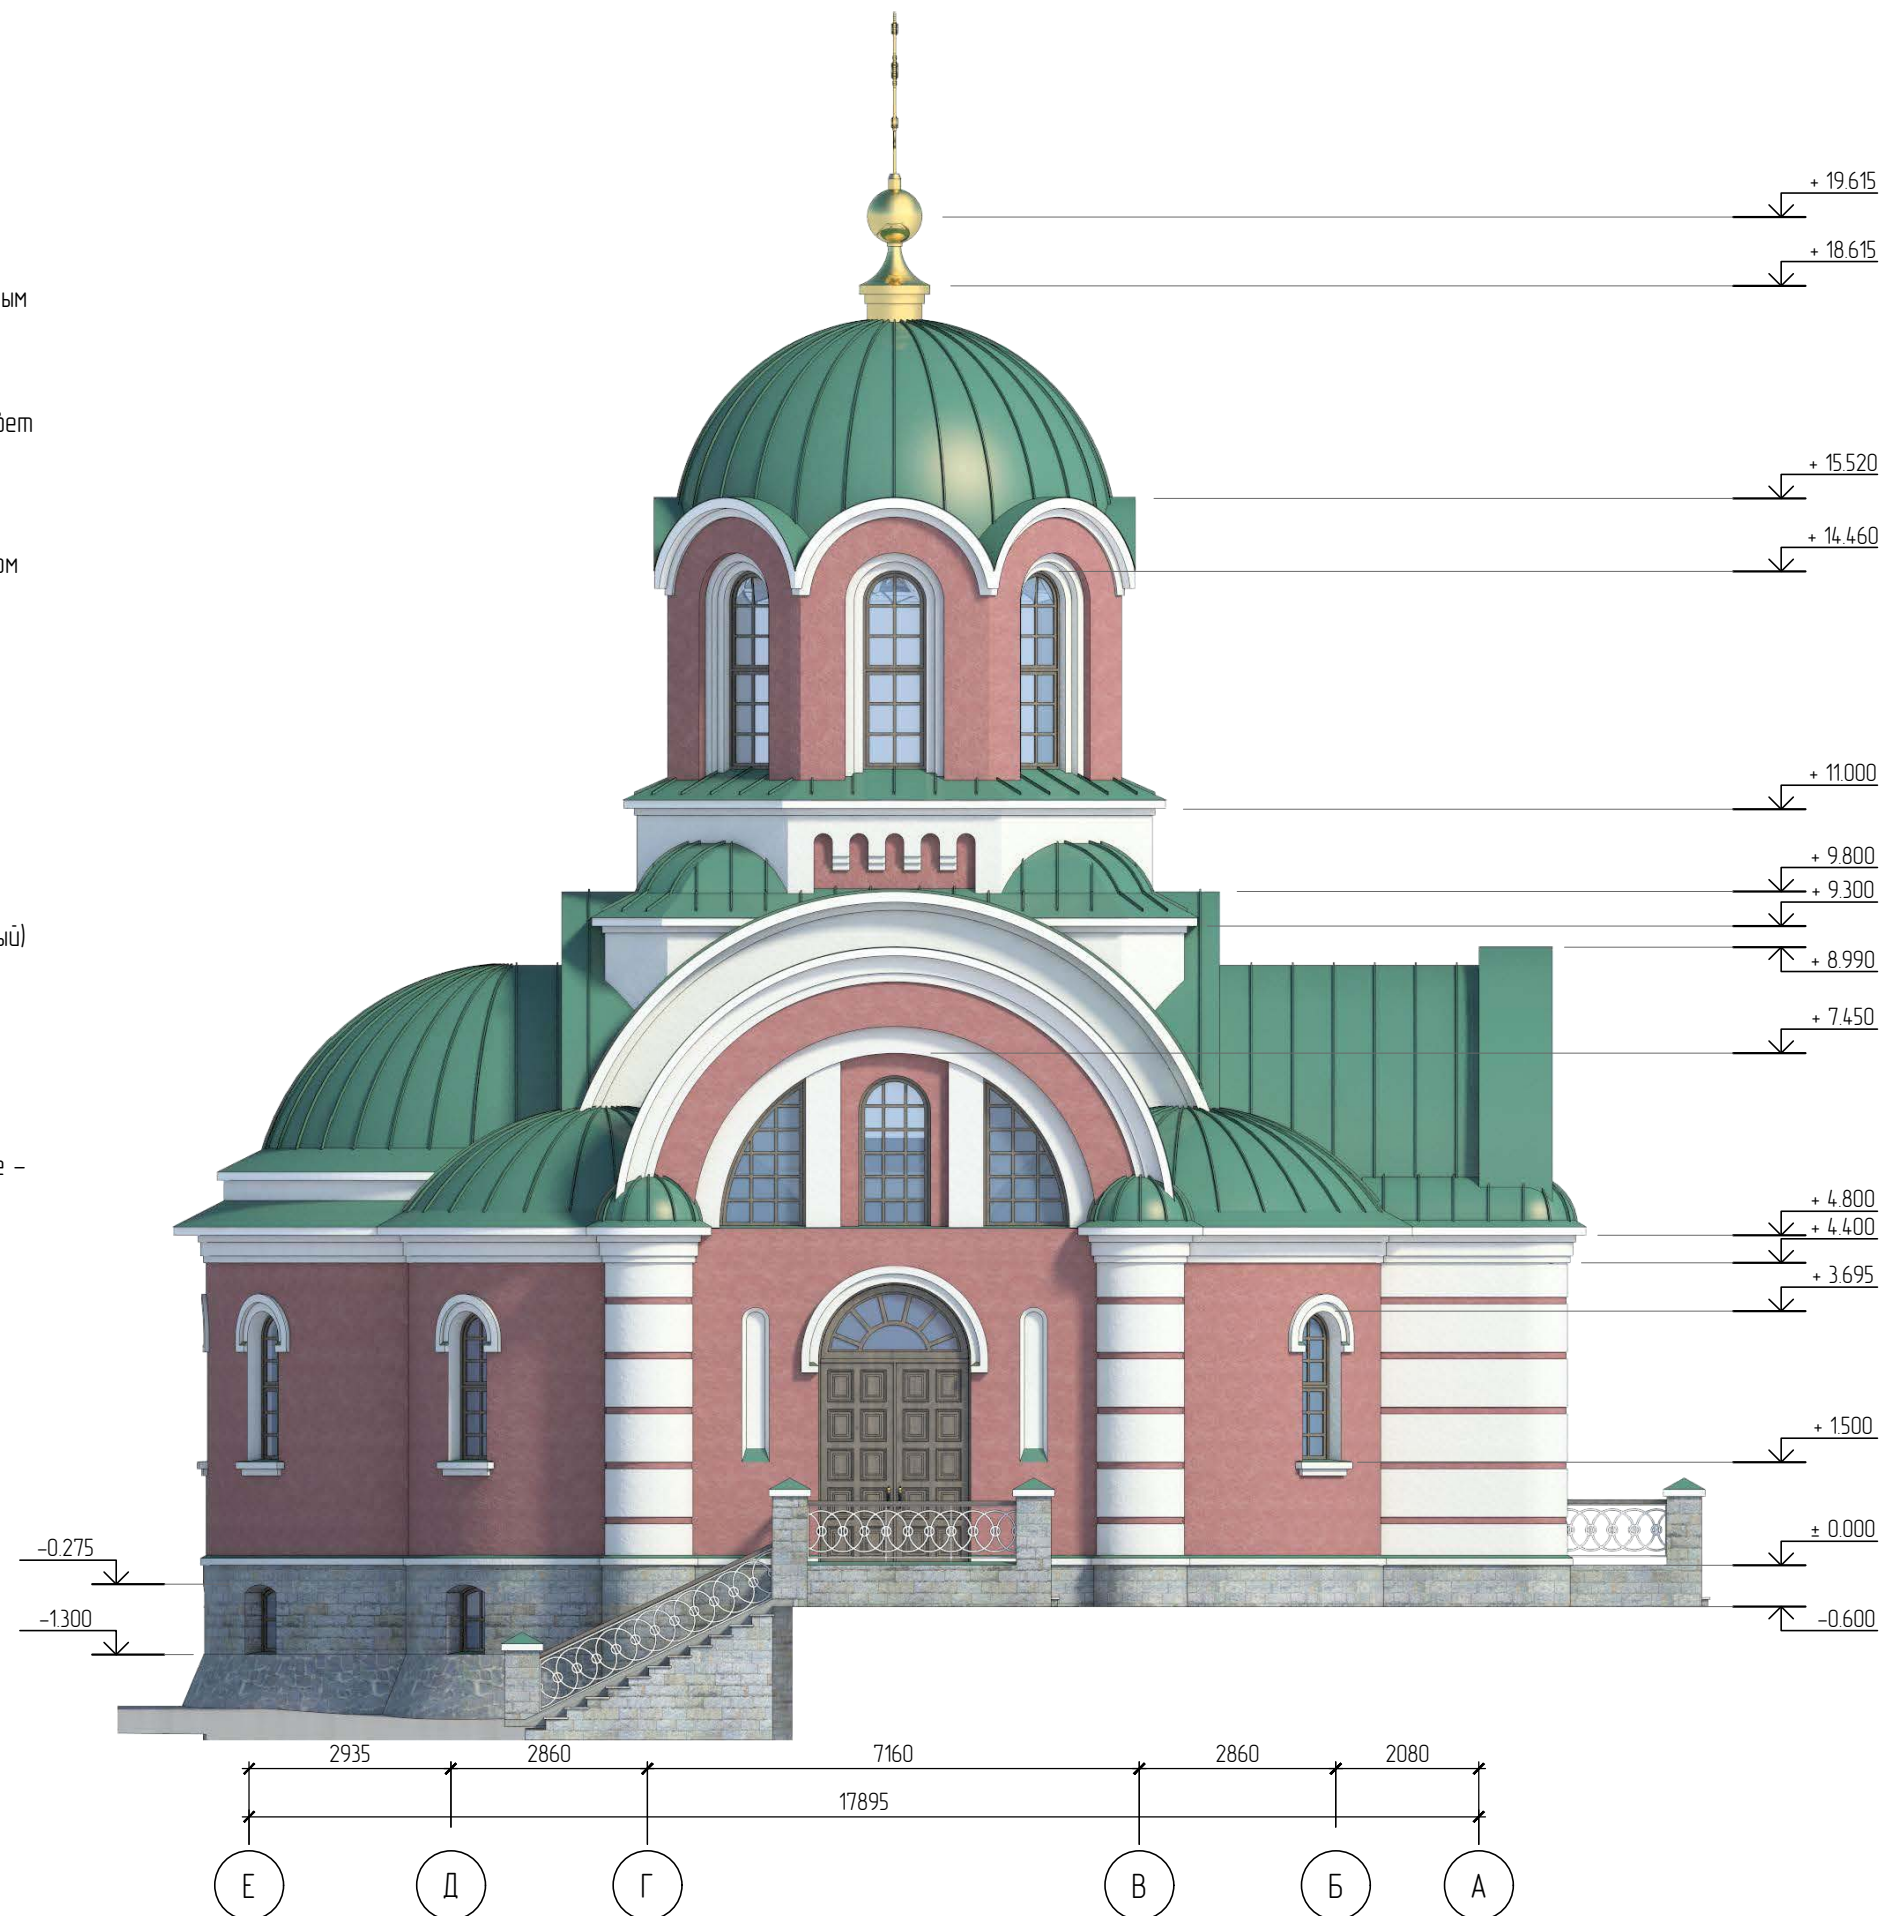 + 19.615
+ 18.615
ым
вет
+ 15.520
+ 14.460
ом
+ 11.000
+ 9.800
+ 9.300
ый)
+ 8.990
+ 7.450
е –
+ 4.800
+ 4.400
+ 3.695
+ 1.500
± 0.000
-0.275
-1.300
-0.600
2935 2860 7160 2860 2080
17895
Е Д Г В Б А